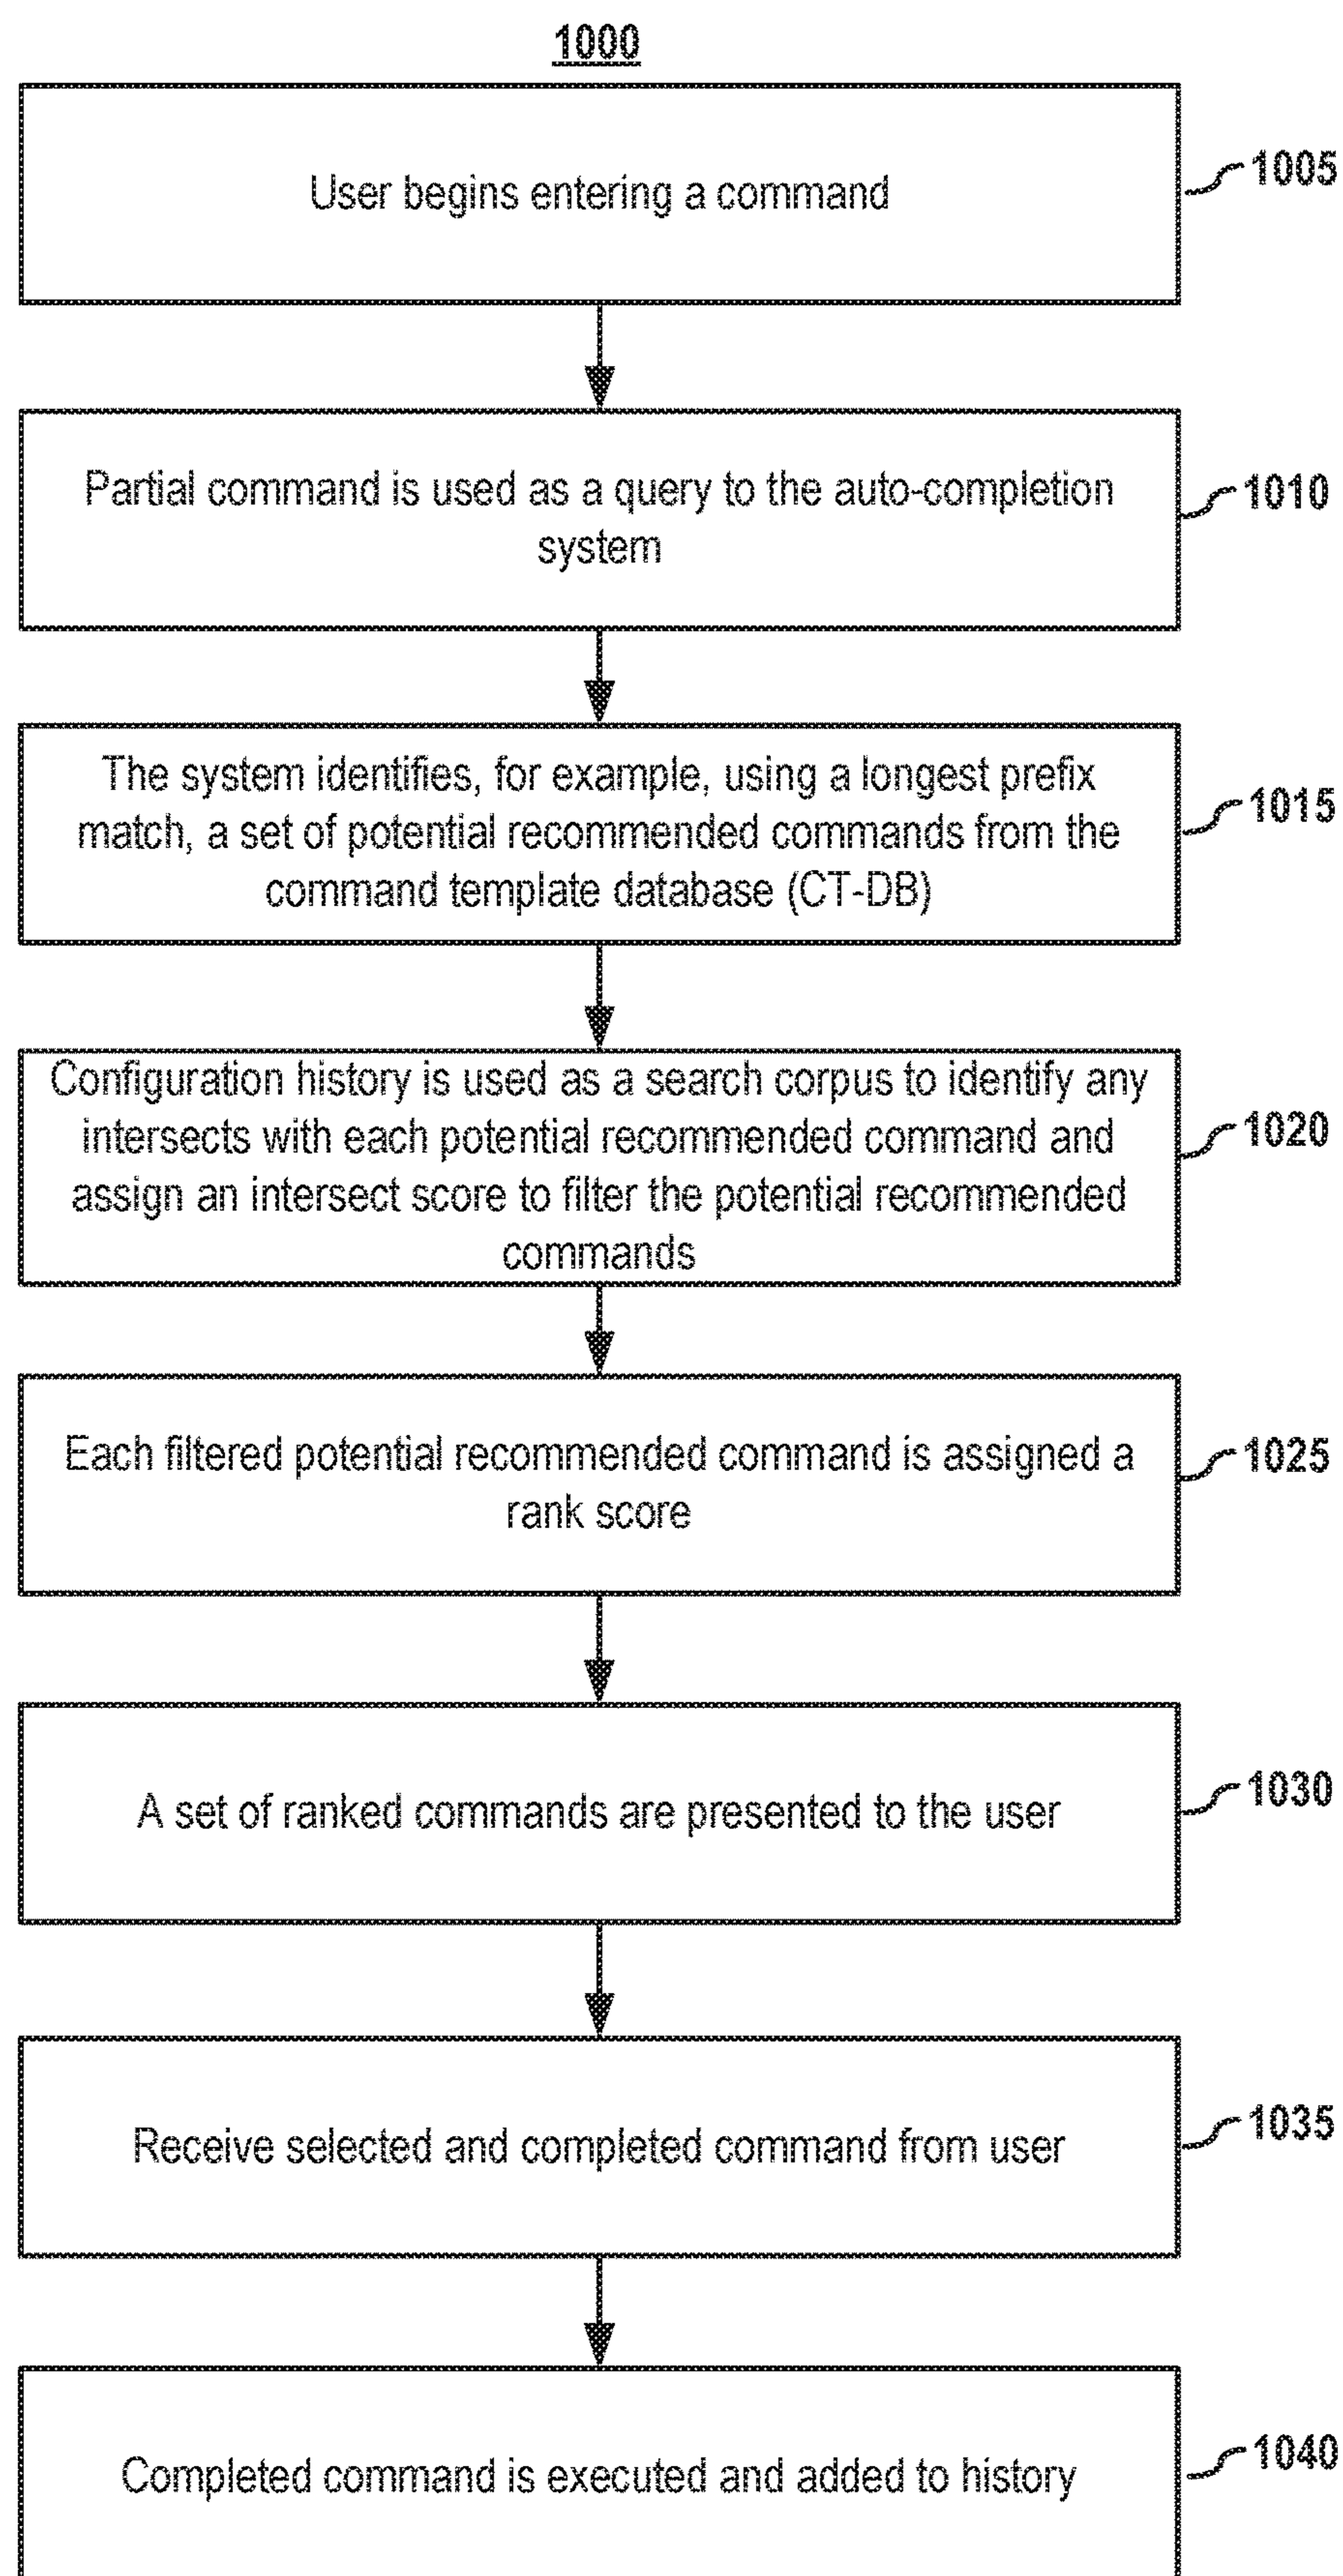 1000
User begins entering a command
1005
Partial command is used as a query to the auto-completion
system
1010
The system identifies, for example, using a longest prefix
match, a set of potential recommended commands from the
command template database (CT-DB)
1015
Configuration history is used as a search corpus to identify any
intersects with each potential recommended command and
assign an intersect score to filter the potential recommended
commands
1020
Each filtered potential recommended command is assigned a
rank score
1025
A set of ranked commands are presented to the user
1030
Receive selected and completed command from user
1035
Completed command is executed and added to history
1040